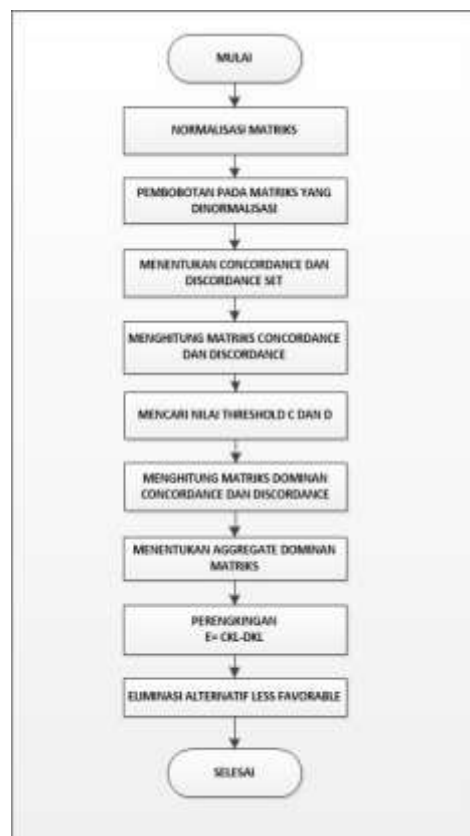 MULAI
NORMALISASI MATRIKS
PEMBOBOTAN PADA MATRIKS YANG
DINORMALISASI
MENENTUKAN CONCORDANCE DAN
DISCORDANCE SET
MENGHITUNG MATRIKS CONCORDANCE
DAN DISCORDANCE
MENCARI NILAI THRESHOLD C DAN D
MENGHITUNG MATRIKS DOMINAN
CONCORDANCE DAN DISCORDANCE
MENENTUKAN AGGREGATE DOMINAN
MATRIKS
PERENGKINGAN
E= CKL-DKL
ELIMINASI ALTERNATIF LESS FAVORABLE
SELESAI